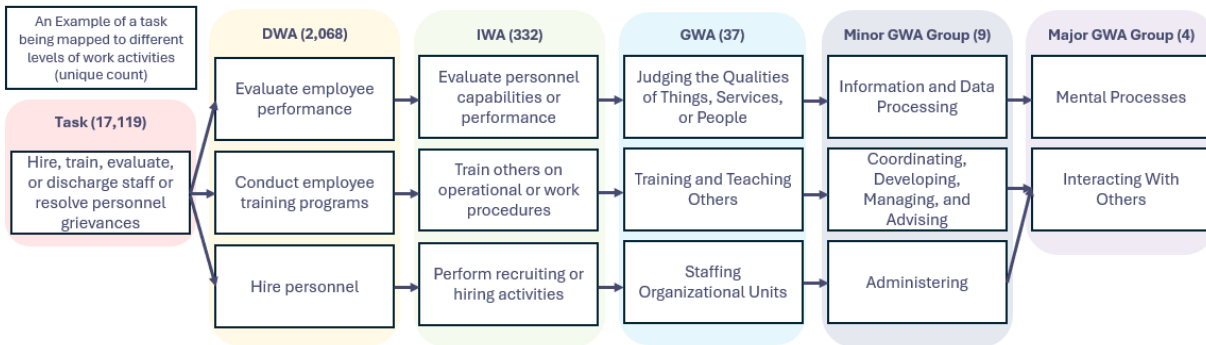 An Example of a task
being mapped to different
levels of work activities
(unique count)
Task (17,119)
Hire, train, evaluate,
or discharge staff or
resolve personnel
grievances
DWA (2,068)
Evaluate employee
performance
Conduct employee
training programs
Hire personnel
IWA (332)
Evaluate personnel
capabilities or
performance
Train others on
operational or work
procedures
Perform recruiting or
hiring activities
GWA (37)
Judging the Qualities
of Things, Services,
or People
Training and Teaching
Others
Staffing
Organizational Units
Minor GWA Group (9)
Information and Data
Processing
Coordinating,
Developing,
Managing, and
Advising
Administering
Major GWA Group (4)
Mental Processes
Interacting With
Others